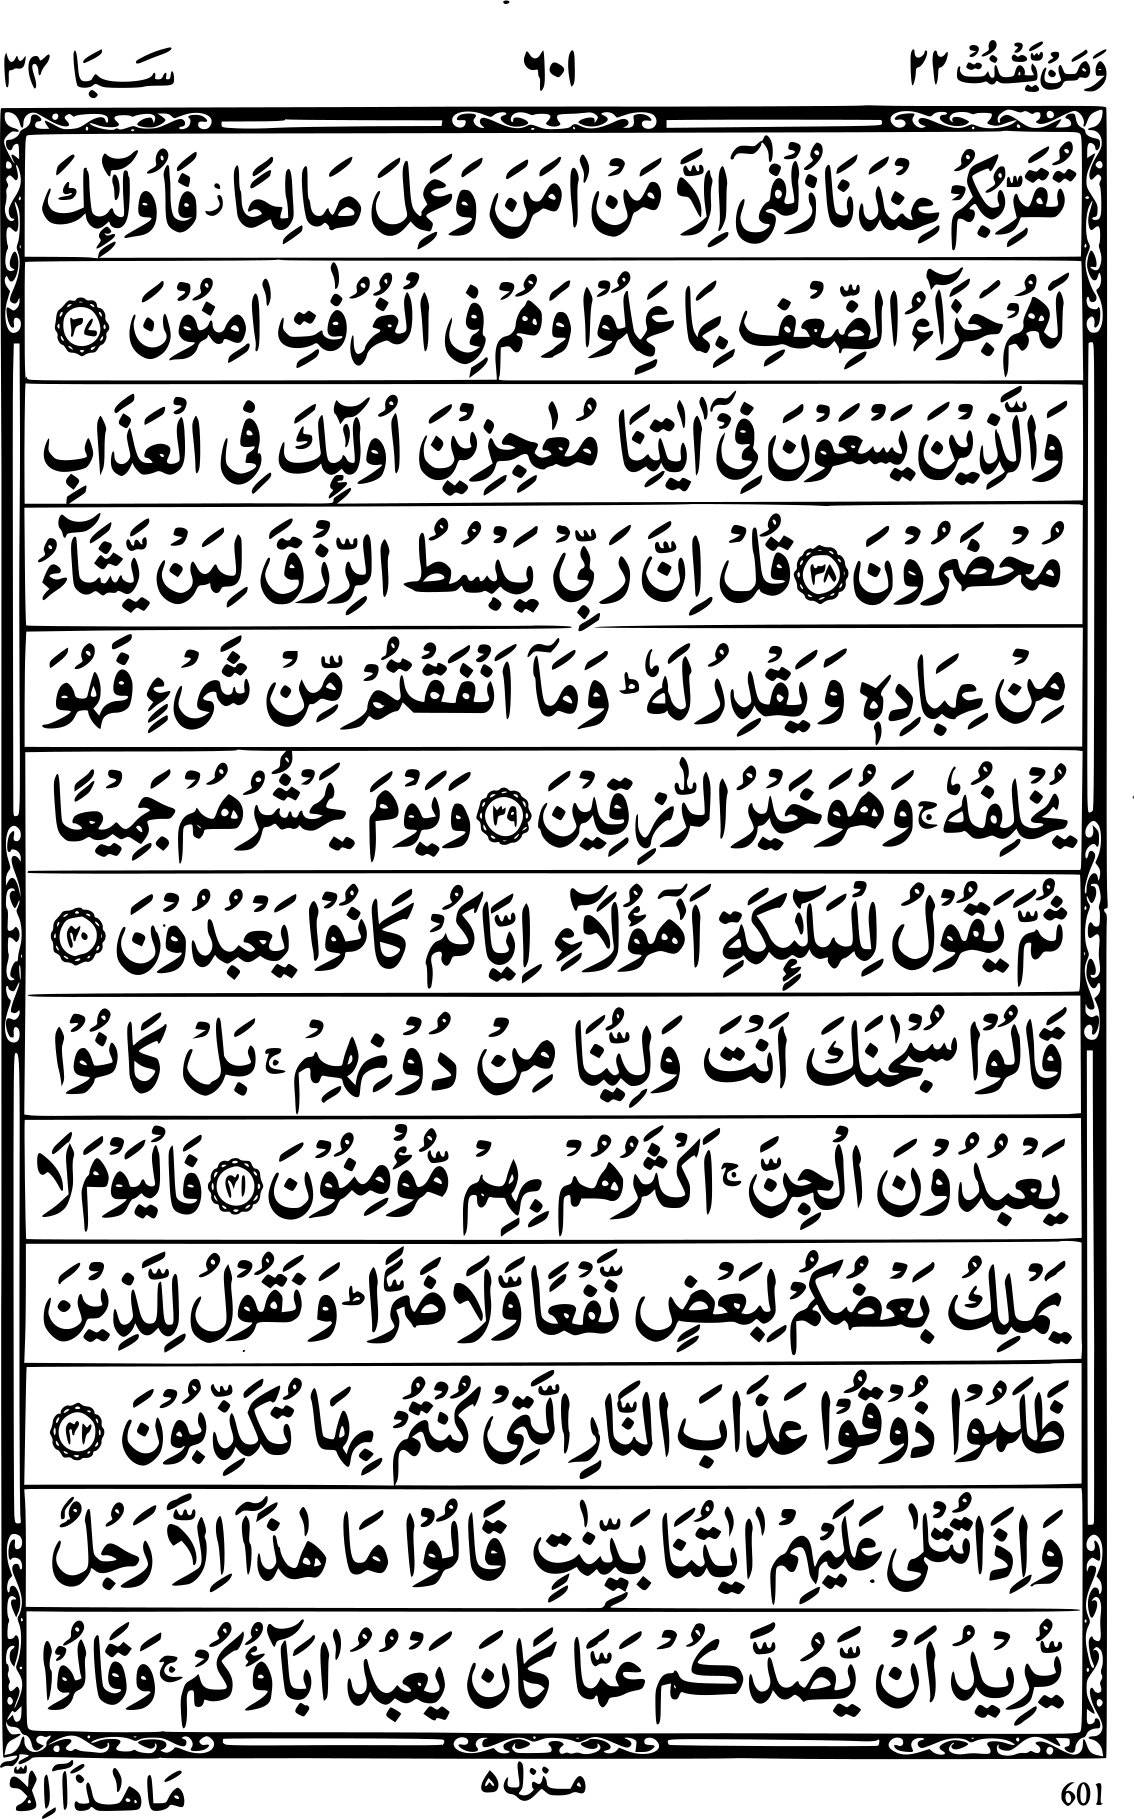 وَمَنْ يَّقْنُتْ ٢٢
٦٠١
سَبَا ٣٤
تُقَرِّبُكُمْ عِنْدَنَا زُلْفٰٓى اِلَّا مَنْ اٰمَنَ وَعَمِلَ صَالِحًا ز فَاُولٰٓئِكَ
لَهُمْ جَزَآءُ الضِّعْفِ بِمَا عَمِلُوْا وَهُمْ فِى الْغُرُفٰتِ اٰمِنُوْنَ ٣٧
وَالَّذِيْنَ يَسْعَوْنَ فِىْٓ اٰيٰتِنَا مُعٰجِزِيْنَ اُولٰٓئِكَ فِى الْعَذَابِ
مُحْضَرُوْنَ ٣٨ قُلْ اِنَّ رَبِّىْ يَبْسُطُ الرِّزْقَ لِمَنْ يَّشَآءُ
مِنْ عِبَادِهٖ وَيَقْدِرُ لَهٗ ط وَمَآ اَنْفَقْتُمْ مِّنْ شَىْءٍ فَهُوَ
يُخْلِفُهٗ ج وَهُوَ خَيْرُ الرّٰزِقِيْنَ ٣٩ وَيَوْمَ يَحْشُرُهُمْ جَمِيْعًا
ثُمَّ يَقُوْلُ لِلْمَلٰٓئِكَةِ اَهٰٓؤُلَآءِ اِيَّاكُمْ كَانُوْا يَعْبُدُوْنَ ٤٠
قَالُوْا سُبْحٰنَكَ اَنْتَ وَلِيُّنَا مِنْ دُوْنِهِمْ ج بَلْ كَانُوْا
يَعْبُدُوْنَ الْجِنَّ ج اَكْثَرُهُمْ بِهِمْ مُّؤْمِنُوْنَ ٤١ فَالْيَوْمَ لَا
يَمْلِكُ بَعْضُكُمْ لِبَعْضٍ نَّفْعًا وَّلَا ضَرًّا ط وَنَقُوْلُ لِلَّذِيْنَ
ظَلَمُوْا ذُوْقُوْا عَذَابَ النَّارِ الَّتِىْ كُنْتُمْ بِهَا تُكَذِّبُوْنَ ٤٢
وَاِذَا تُتْلٰى عَلَيْهِمْ اٰيٰتُنَا بَيِّنٰتٍ قَالُوْا مَا هٰذَآ اِلَّا رَجُلٌ
يُّرِيْدُ اَنْ يَّصُدَّكُمْ عَمَّا كَانَ يَعْبُدُ اٰبَآؤُكُمْ ج وَقَالُوْا
601
منزل ٥
مَا هٰذَآ اِلَّآ